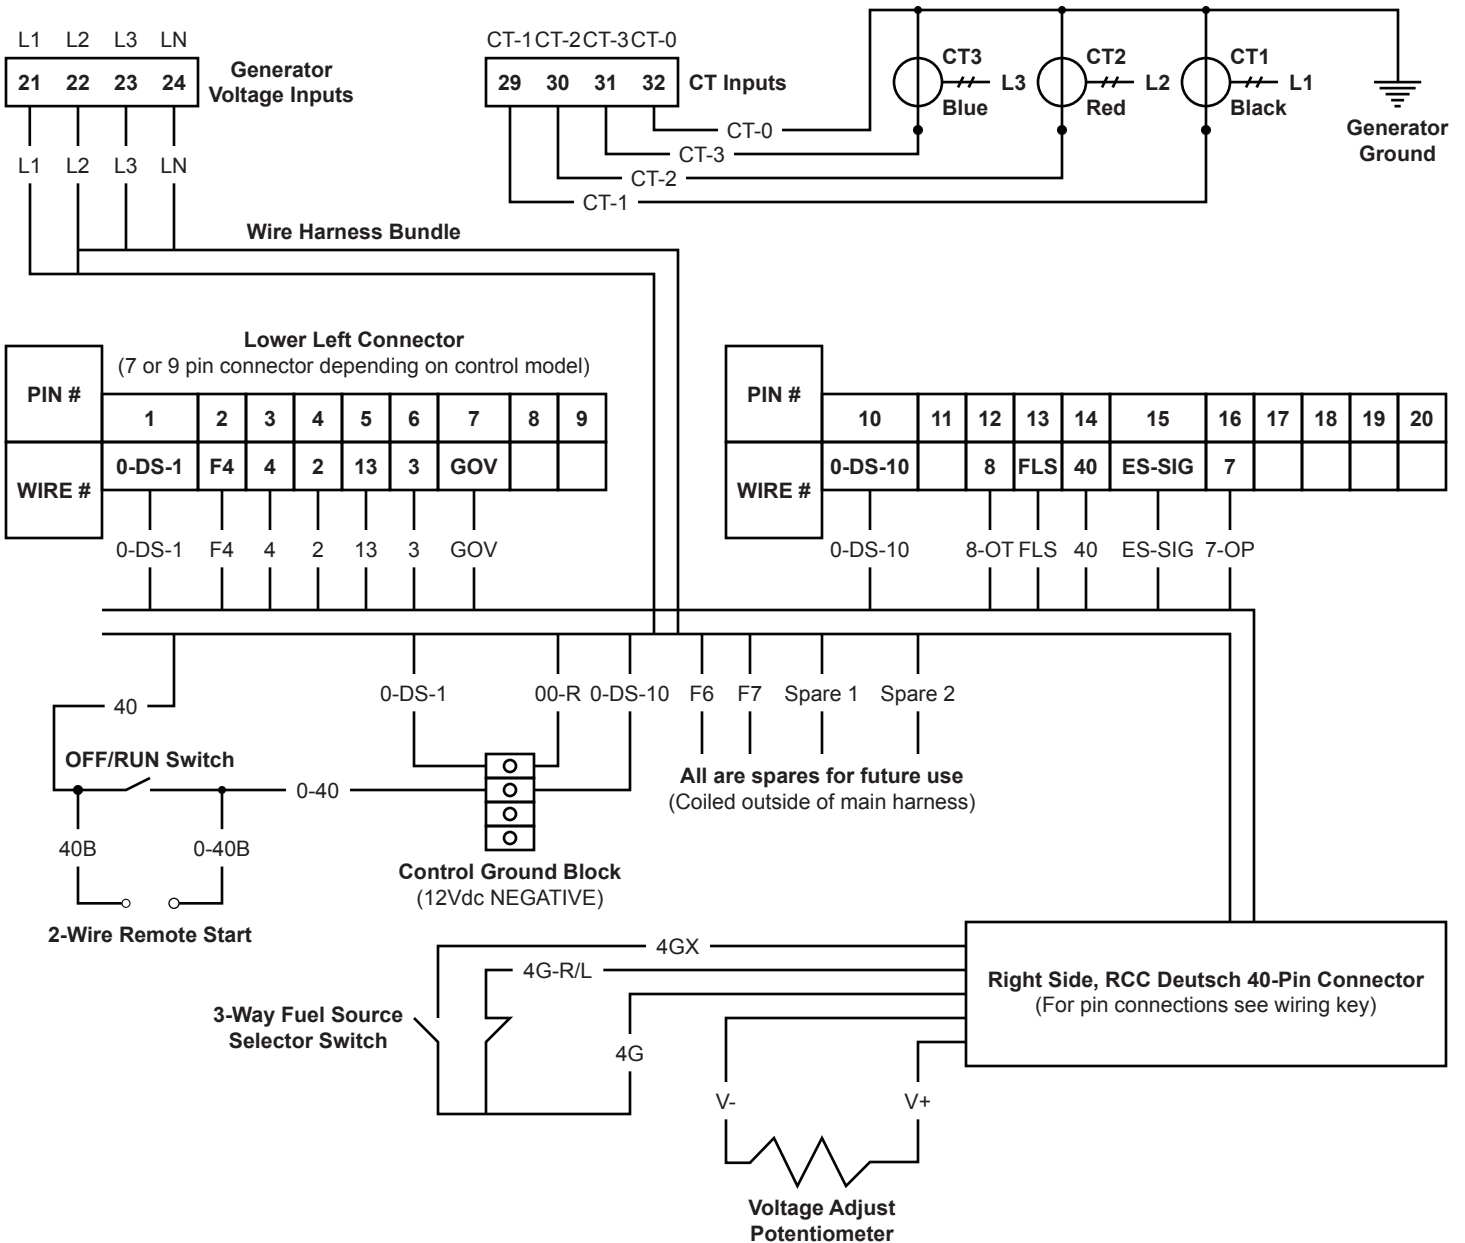 L1 L2 L3 LN
21 22 23 24
Generator
Voltage Inputs
L1 L2 L3 LN
CT-1 CT-2 CT-3 CT-0
29 30 31 32
CT Inputs
CT-0
CT-3
CT-2
CT-1
CT3
L3
Blue
CT2
L2
Red
CT1
L1
Black
Generator
Ground
Wire Harness Bundle
Lower Left Connector
(7 or 9 pin connector depending on control model)
PIN # 1 2 3 4 5 6 7 8 9
WIRE # 0-DS-1 F4 4 2 13 3 GOV
0-DS-1 F4 4 2 13 3 GOV
PIN # 10 11 12 13 14 15 16 17 18 19 20
WIRE # 0-DS-10 8 FLS 40 ES-SIG 7
0-DS-10 8-OT FLS 40 ES-SIG 7-OP
40
0-DS-1 00-R 0-DS-10 F6 F7 Spare 1 Spare 2
OFF/RUN Switch
0-40
40B 0-40B
2-Wire Remote Start
Control Ground Block
(12Vdc NEGATIVE)
All are spares for future use
(Coiled outside of main harness)
4GX
4G-R/L
3-Way Fuel Source
Selector Switch
4G
Right Side, RCC Deutsch 40-Pin Connector
(For pin connections see wiring key)
V- V+
Voltage Adjust
Potentiometer